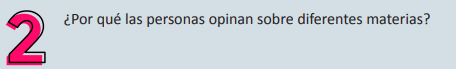 2
¿Por qué las personas opinan sobre diferentes materias?